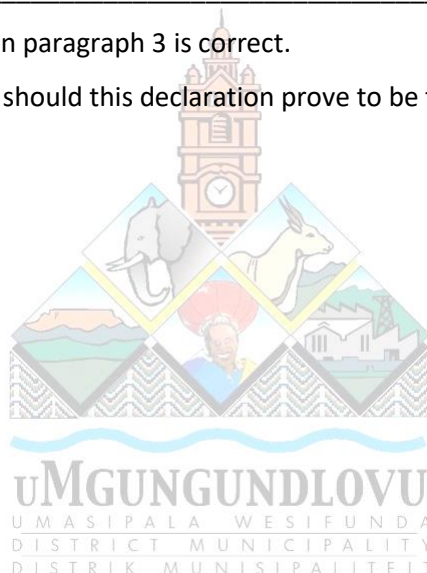 n paragraph 3 is correct.
should this declaration prove to be
uMGUNGUNDLOVU
UMASIPALA WESIFUNDA
DISTRICT MUNICIPALITY
DISTRIK MUNISIPALITEIT